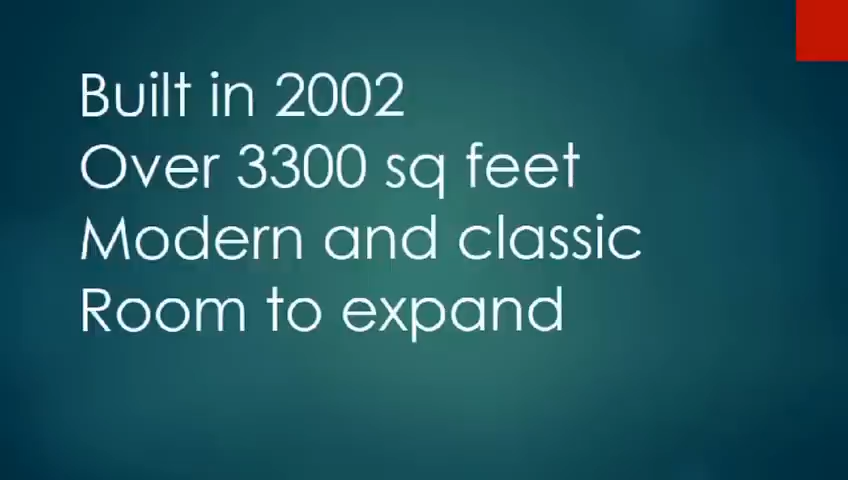 Built in 2002
Over 3300 sq feet
Modern and classic
Room to expand